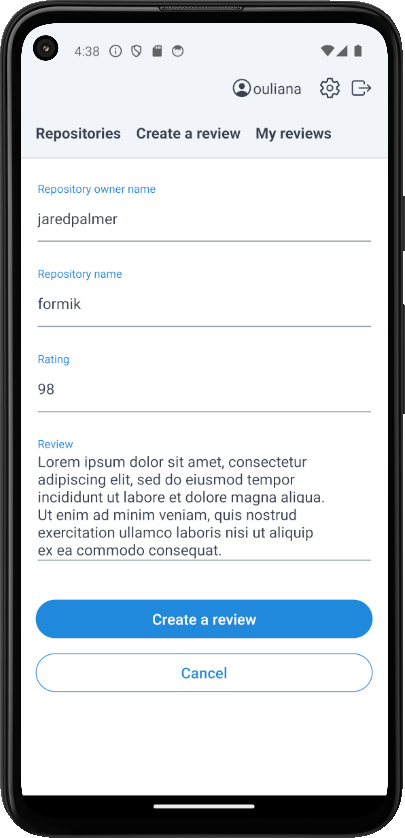 4:38
ouliana
Repositories Create a review My reviews
Repository owner name
jaredpalmer
Repository name
formik
Rating
98
Review
Lorem ipsum dolor sit amet, consectetur
adipiscing elit, sed do eiusmod tempor
incididunt ut labore et dolore magna aliqua.
Ut enim ad minim veniam, quis nostrud
exercitation ullamco laboris nisi ut aliquip
ex ea commodo consequat.
Create a review
Cancel